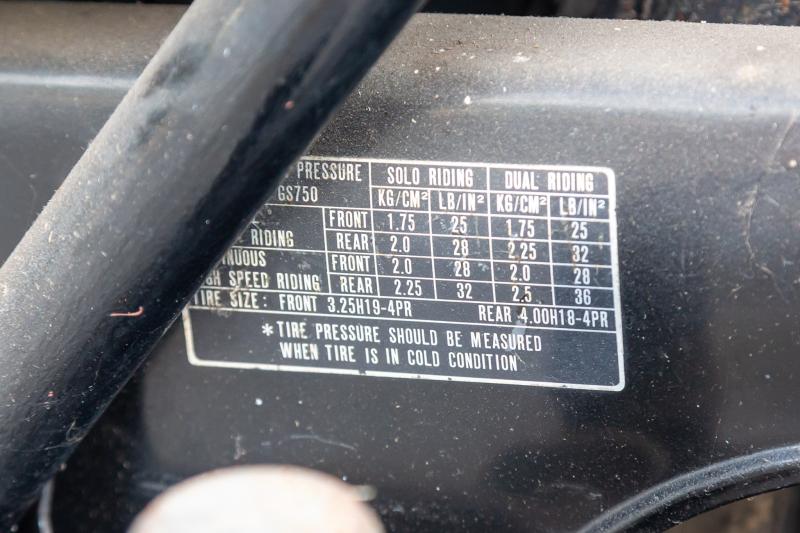 PRESSURE SOLO RIDING DUAL RIDING
GS750 KG/CM² LB/IN² KG/CM² LB/IN²
FRONT 1.75 25 1.75 25
RIDING REAR 2.0 28 2.25 32
FRONT 2.0 28 2.0 28
SPEED RIDING REAR 2.25 32 2.5 36
TIRE SIZE: FRONT 3.25H19-4PR REAR 4.00H18-4PR
*TIRE PRESSURE SHOULD BE MEASURED
WHEN TIRE IS IN COLD CONDITION